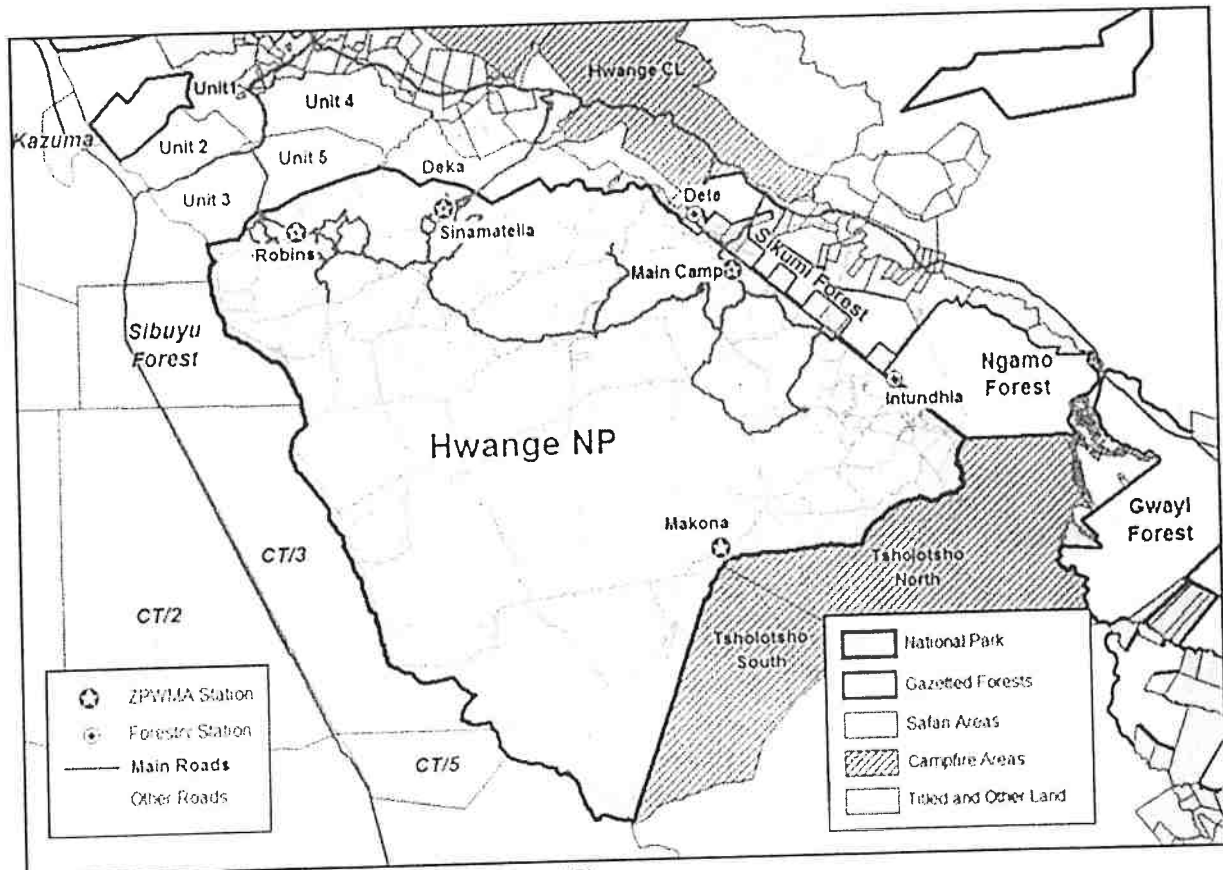 Hwange CL
Unit1
Unit 4
Kazuma
Unit 2
Unit 5
Deka
Unit 3
Dete
Sinamatella
Robins
Main Camp
Sikumi Forest
Sibuyu
Forest
Ngamo
Forest
Intundhla
Hwange NP
Makona
Gwayi
Forest
CT/3
Tsholotsho
North
CT/2
Tsholotsho
South
CT/5
ZPWMA Station
Forestry Station
Main Roads
Other Roads
National Park
Gazetted Forests
Safari Areas
Campfire Areas
Titled and Other Land